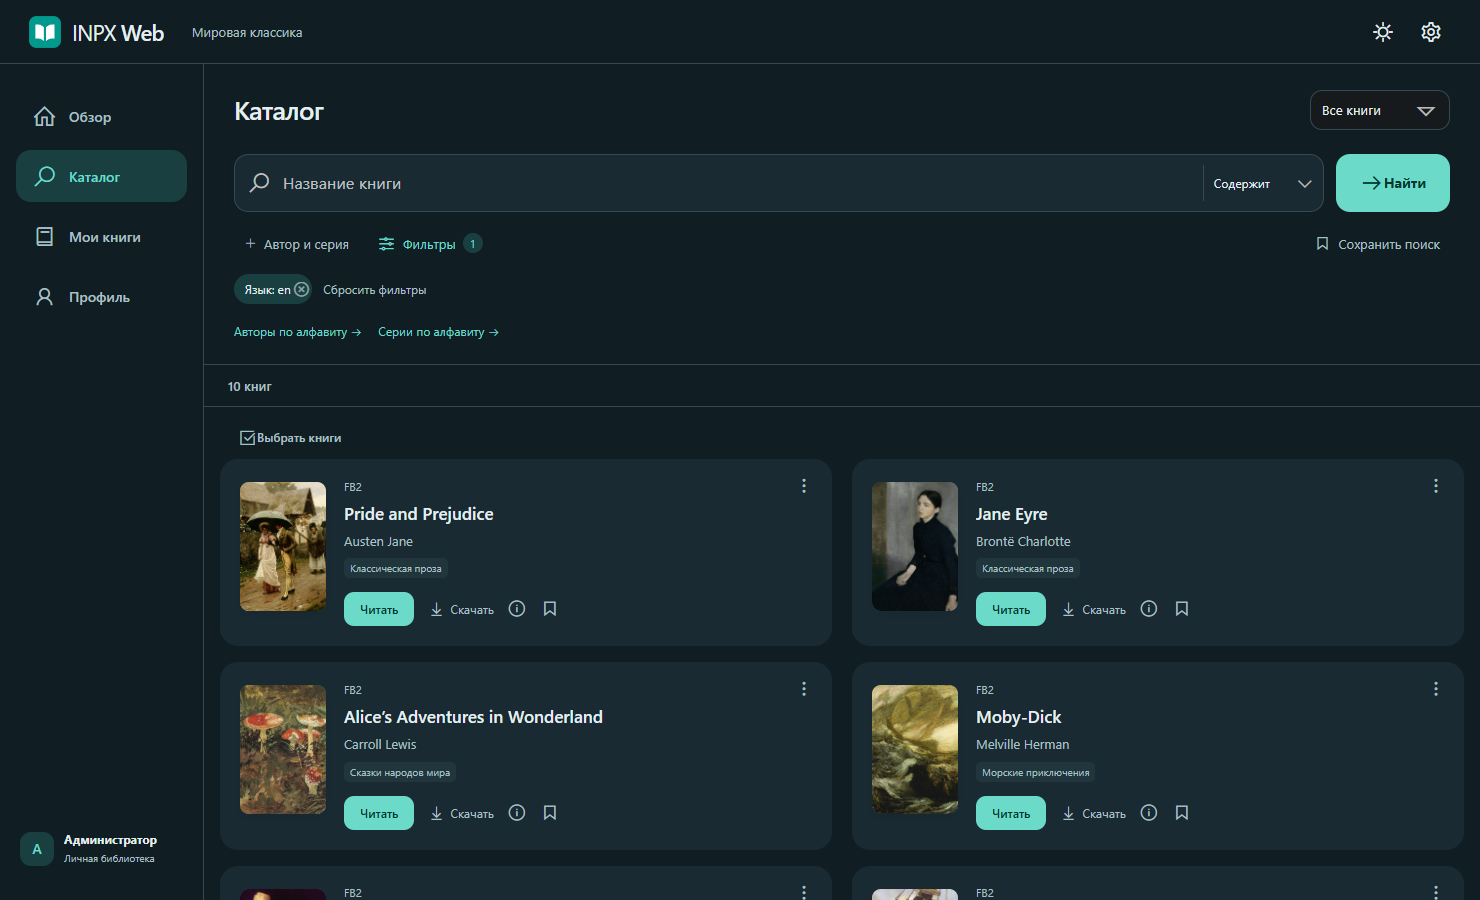 INPX Web
Мировая классика
Обзор
Каталог
Мои книги
Профиль
Каталог
Все книги
Название книги
Содержит
Найти
Автор и серия
Фильтры 1
Сохранить поиск
Язык: en
Сбросить фильтры
Авторы по алфавиту →
Серии по алфавиту →
10 книг
Выбрать книги
FB2
Pride and Prejudice
Austen Jane
Классическая проза
Читать
Скачать
FB2
Jane Eyre
Brontë Charlotte
Классическая проза
Читать
Скачать
FB2
Alice’s Adventures in Wonderland
Carroll Lewis
Сказки народов мира
Читать
Скачать
FB2
Moby-Dick
Melville Herman
Морские приключения
Читать
Скачать
FB2
FB2
А
Администратор
Личная библиотека